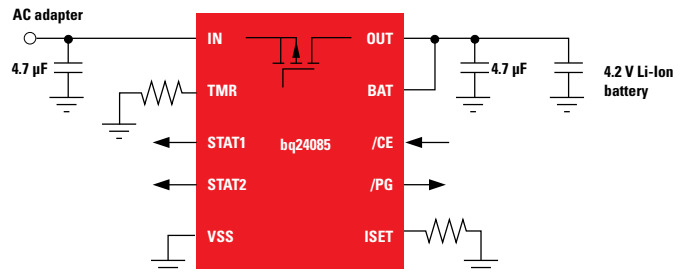 AC adapter
IN
OUT
4.7 µF
4.7 µF
4.2 V Li-Ion
battery
TMR
BAT
STAT1
bq24085
/CE
STAT2
/PG
VSS
ISET